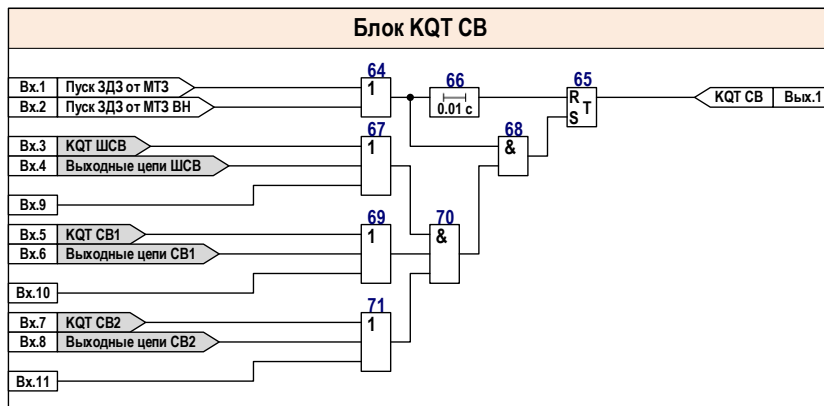 Блок KQT СВ
64
66
65
Вх.1 Пуск ЗДЗ от МТЗ
1
R
Вх.2 Пуск ЗДЗ от МТЗ ВН
0.01 с
S T
KQT СВ Вых.1
67
68
Вх.3 KQT ШСВ
1
&
Вх.4 Выходные цепи ШСВ
Вх.9
69
70
Вх.5 KQT СВ1
1
&
Вх.6 Выходные цепи СВ1
Вх.10
71
Вх.7 KQT СВ2
1
Вх.8 Выходные цепи СВ2
Вх.11